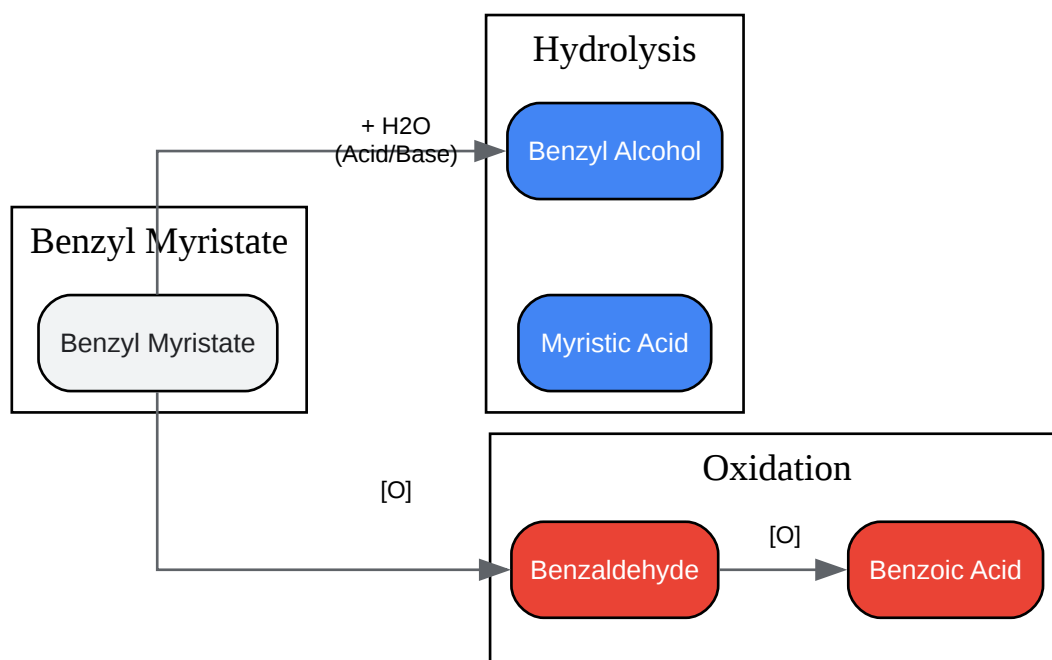 Hydrolysis
+ H2O
(Acid/Base)
Benzyl Alcohol
Benzyl Myristate
Benzyl Myristate
Myristic Acid
Oxidation
[O]
[O]
Benzaldehyde
Benzoic Acid